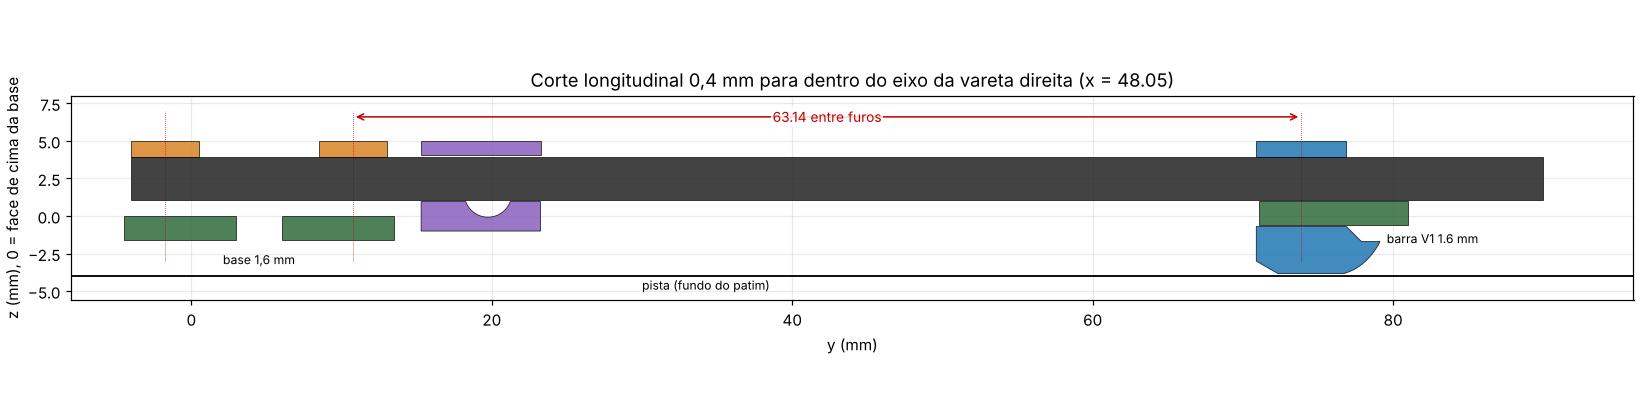 Corte longitudinal 0,4 mm para dentro do eixo da vareta direita (x = 48.05)
z (mm), 0 = face de cima da base
7.5
5.0
2.5
0.0
−2.5
−5.0
63.14 entre furos
base 1,6 mm
barra V1 1.6 mm
pista (fundo do patim)
0
20
40
60
80
y (mm)